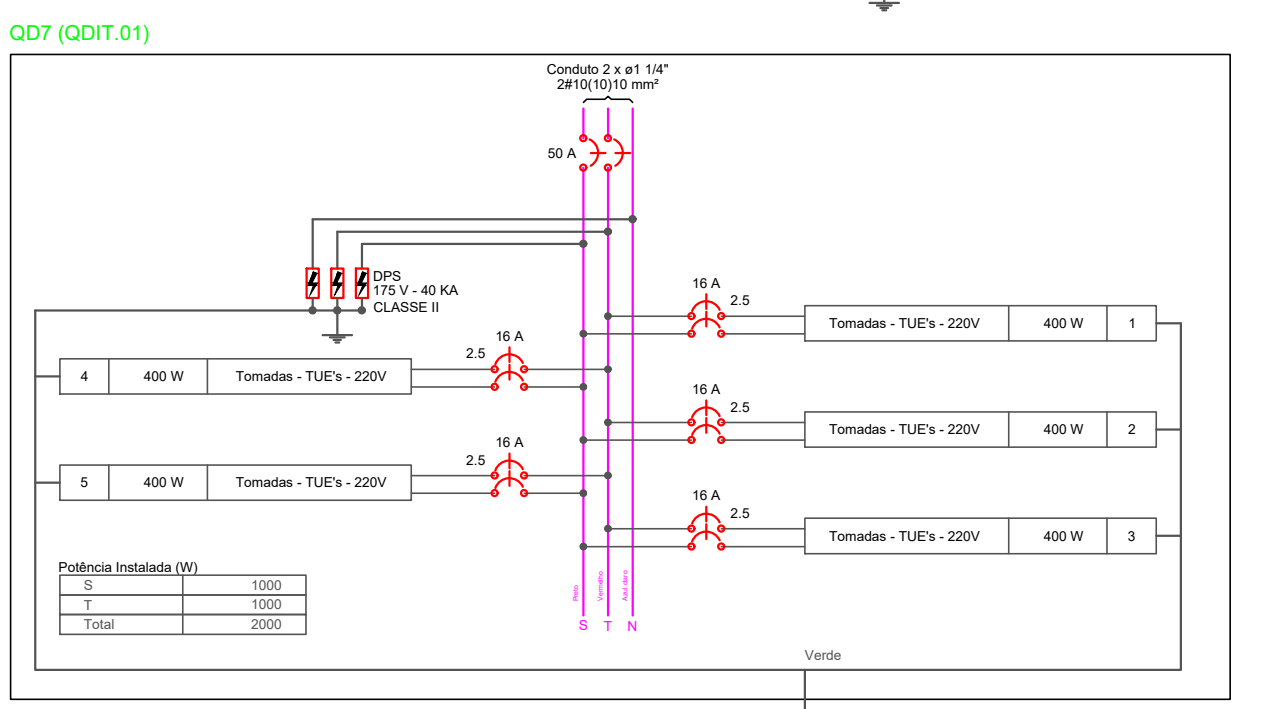 QD7 (QDIT.01)
Conduto 2 x ø1 1/4"
2#10(10)10 mm²
50 A
DPS
175 V - 40 KA
CLASSE II
16 A
2.5
Tomadas - TUE's - 220V 400 W 1
16 A
2.5
4 400 W Tomadas - TUE's - 220V
16 A
2.5
Tomadas - TUE's - 220V 400 W 2
16 A
2.5
5 400 W Tomadas - TUE's - 220V
16 A
2.5
Tomadas - TUE's - 220V 400 W 3
Potência Instalada (W)
S 1000
T 1000
Total 2000
Preto
Vermelho
Azul claro
S T N
Verde